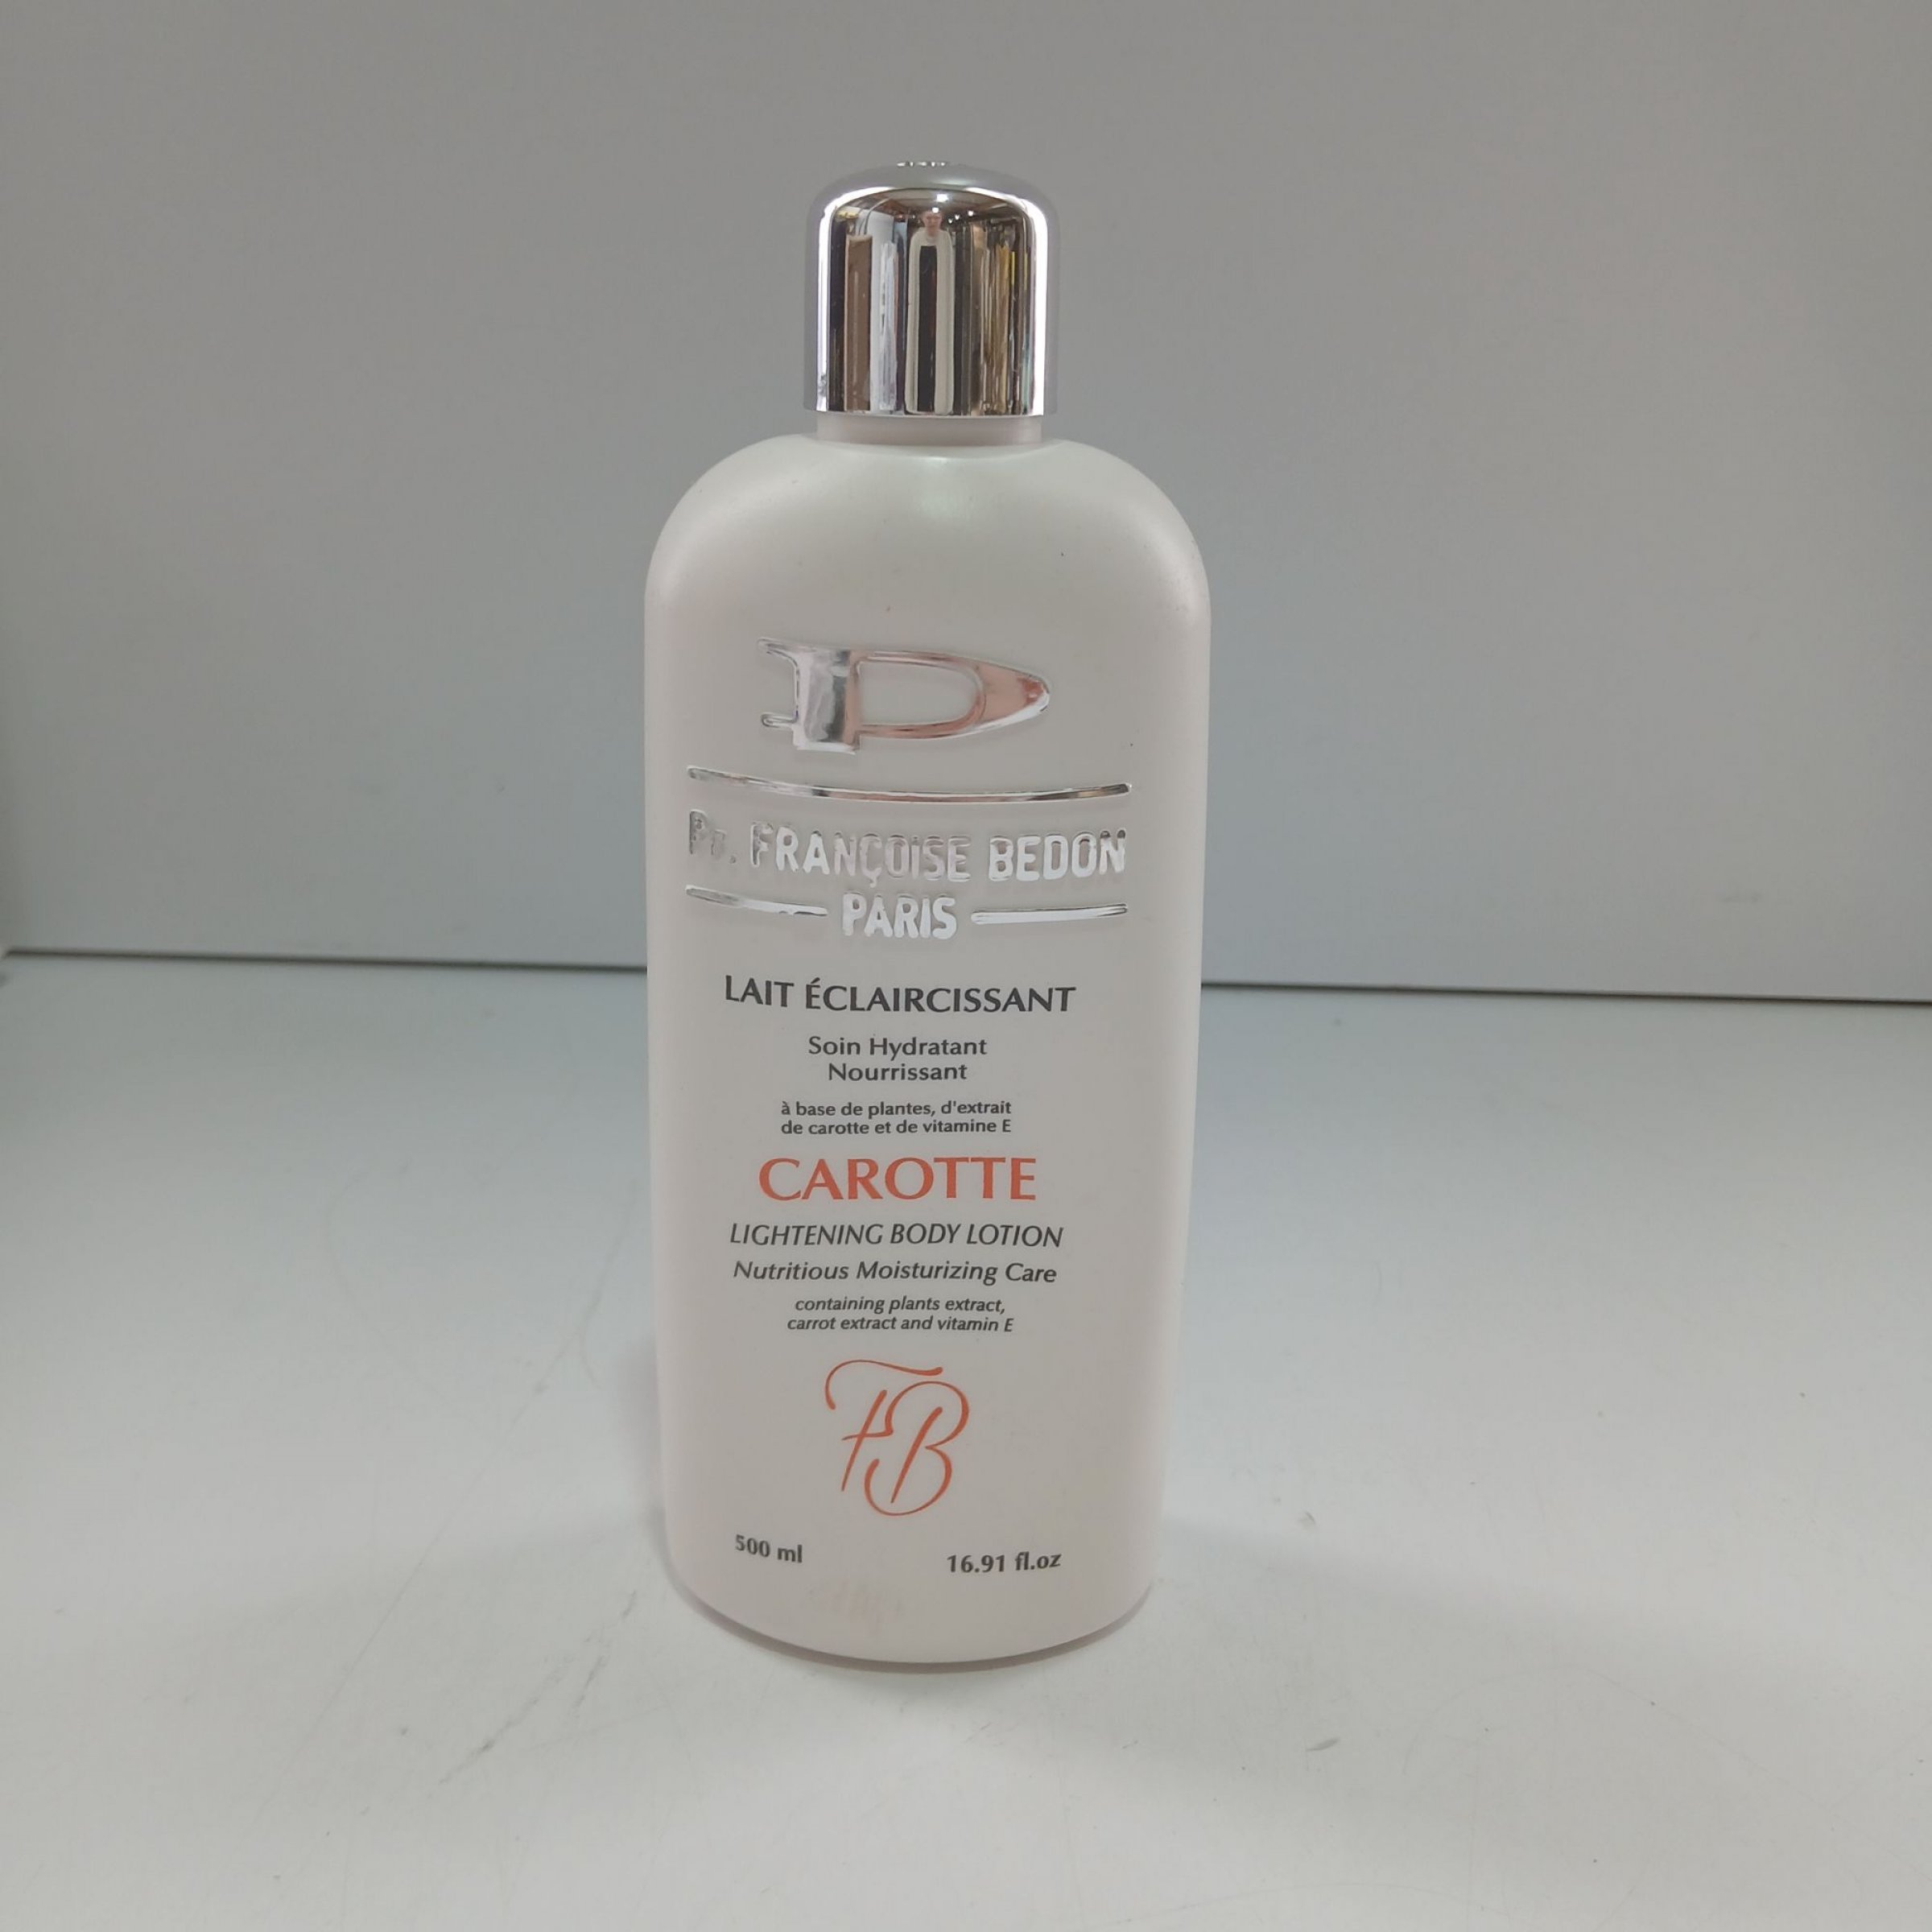 Pr. FRANÇOISE BEDON
PARIS
LAIT ÉCLAIRCISSANT
Soin Hydratant
Nourrissant
à base de plantes, d'extrait
de carotte et de vitamine E
CAROTTE
LIGHTENING BODY LOTION
Nutritious Moisturizing Care
containing plants extract,
carrot extract and vitamin E
FB
500 ml 16.91 fl.oz